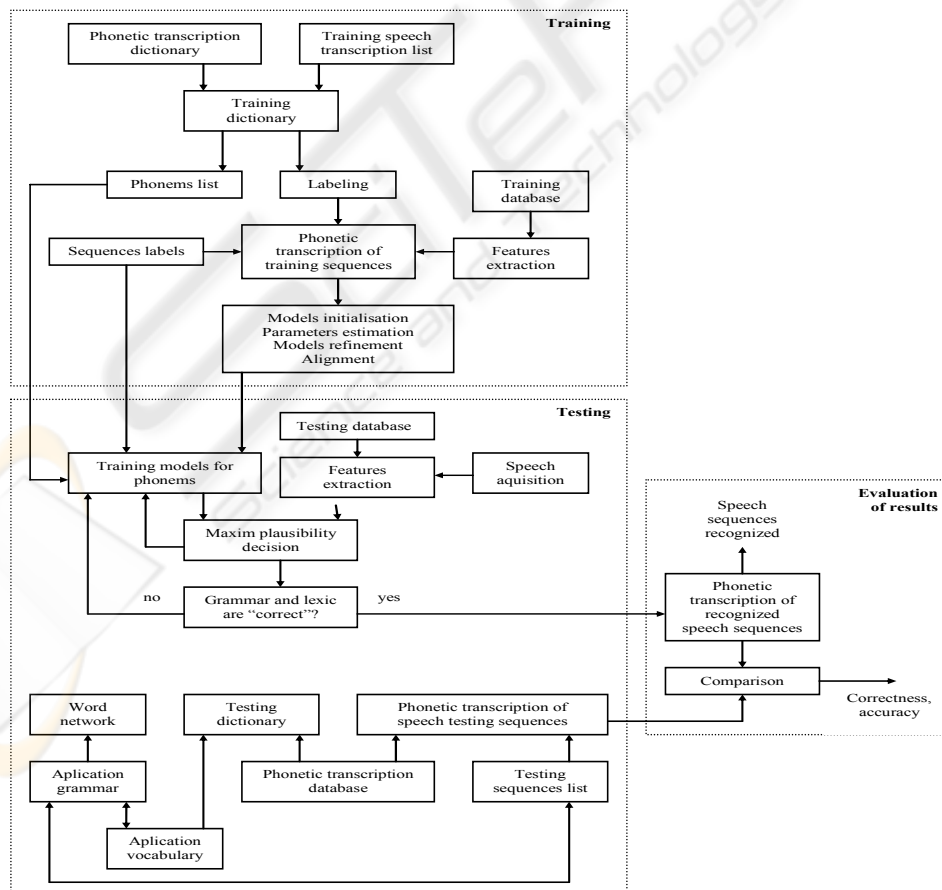 Training
Phonetic transcription
dictionary
Training speech
transcription list
Training
dictionary
Phonems list
Labeling
Training
database
Sequences labels
Phonetic
transcription of
training sequences
Features
extraction
Models initialisation
Parameters estimation
Models refinement
Alignment
Testing
Testing database
Training models for
phonems
Features
extraction
Speech
aquisition
Maxim plausibility
decision
no
Grammar and lexic
are “correct”?
yes
Evaluation
of results
Speech
sequences
recognized
Phonetic
transcription of
recognized
speech sequences
Comparison
Correctness,
accuracy
Word
network
Testing
dictionary
Phonetic transcription of
speech testing sequences
Aplication
grammar
Phonetic transcription
database
Testing
sequences list
Aplication
vocabulary
SciTePress
Science and Technology